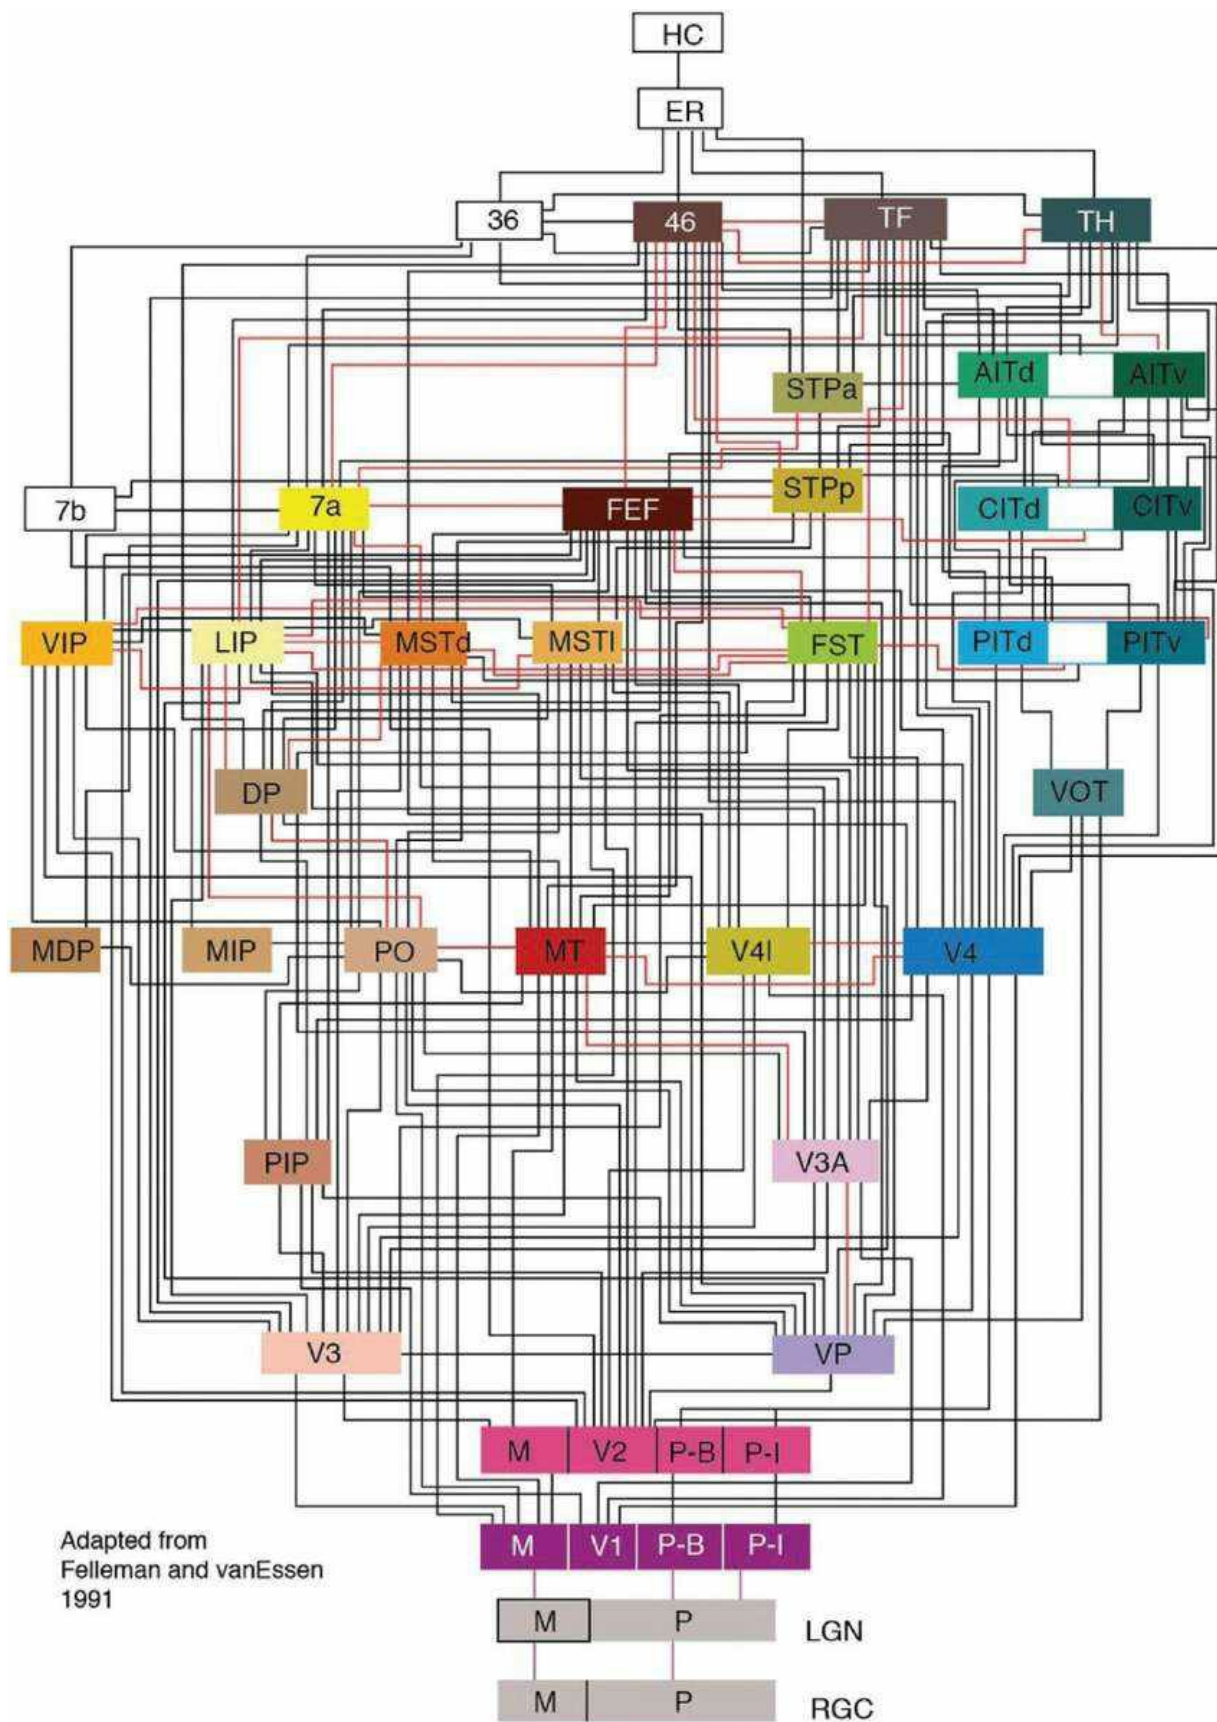 HC
ER
36
46
TF
TH
STPa
AITd
AITv
7b
7a
FEF
STPp
CITd
CITv
VIP
LIP
MSTd
MSTl
FST
PITd
PITv
DP
VOT
MDP
MIP
PO
MT
V4l
V4
PIP
V3A
V3
VP
M V2 P-B P-I
M V1 P-B P-I
M P LGN
M P RGC
Adapted from
Felleman and vanEssen
1991